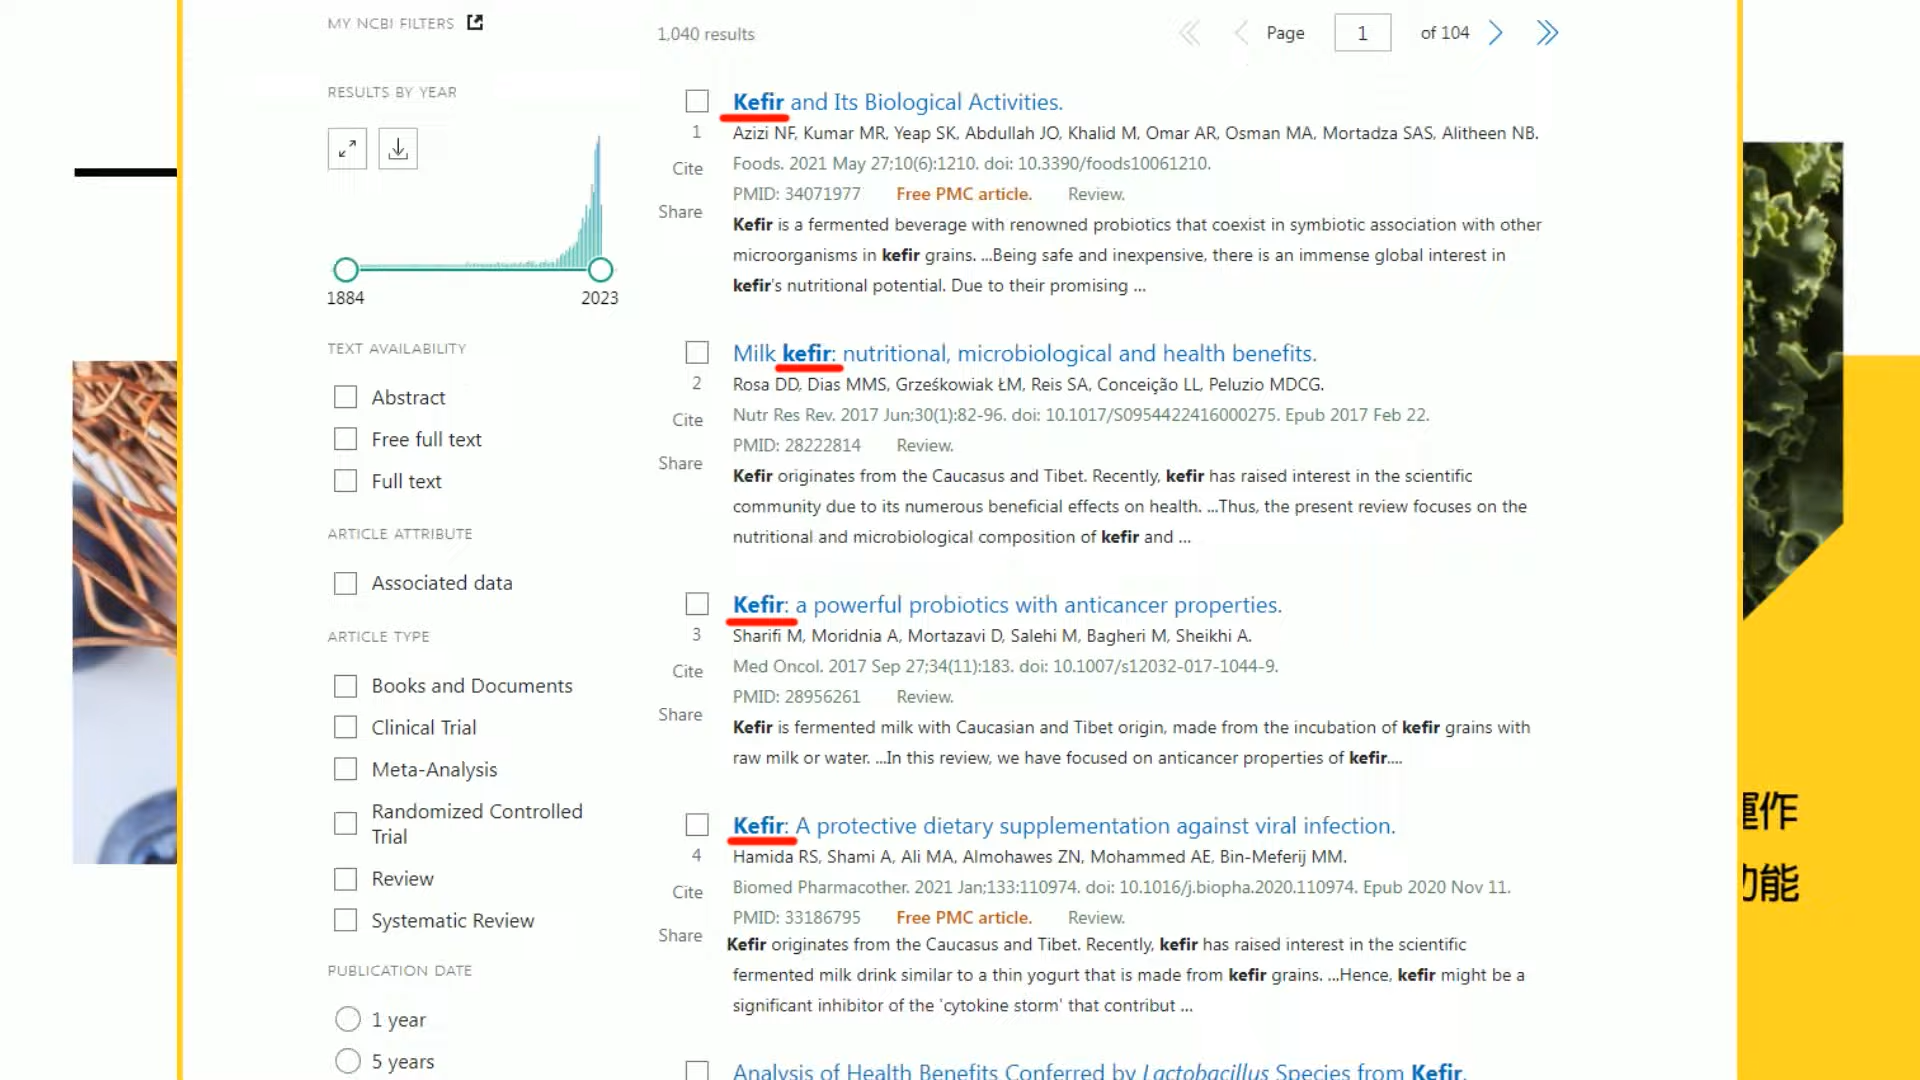 MY NCBI FILTERS
1,040 results
Page 1 of 104
RESULTS BY YEAR
1884
2023
TEXT AVAILABILITY
Abstract
Free full text
Full text
ARTICLE ATTRIBUTE
Associated data
ARTICLE TYPE
Books and Documents
Clinical Trial
Meta-Analysis
Randomized Controlled
Trial
Review
Systematic Review
PUBLICATION DATE
1 year
5 years
Kefir and Its Biological Activities.
1
Azizi NF, Kumar MR, Yeap SK, Abdullah JO, Khalid M, Omar AR, Osman MA, Mortadza SAS, Alitheen NB.
Cite
Foods. 2021 May 27;10(6):1210. doi: 10.3390/foods10061210.
PMID: 34071977 Free PMC article. Review.
Share
Kefir is a fermented beverage with renowned probiotics that coexist in symbiotic association with other
microorganisms in kefir grains. ...Being safe and inexpensive, there is an immense global interest in
kefir's nutritional potential. Due to their promising ...
Milk kefir: nutritional, microbiological and health benefits.
2
Rosa DD, Dias MMS, Grześkowiak ŁM, Reis SA, Conceição LL, Peluzio MDCG.
Cite
Nutr Res Rev. 2017 Jun;30(1):82-96. doi: 10.1017/S0954422416000275. Epub 2017 Feb 22.
PMID: 28222814 Review.
Share
Kefir originates from the Caucasus and Tibet. Recently, kefir has raised interest in the scientific
community due to its numerous beneficial effects on health. ...Thus, the present review focuses on the
nutritional and microbiological composition of kefir and ...
Kefir: a powerful probiotics with anticancer properties.
3
Sharifi M, Moridnia A, Mortazavi D, Salehi M, Bagheri M, Sheikhi A.
Cite
Med Oncol. 2017 Sep 27;34(11):183. doi: 10.1007/s12032-017-1044-9.
PMID: 28956261 Review.
Share
Kefir is fermented milk with Caucasian and Tibet origin, made from the incubation of kefir grains with
raw milk or water. ...In this review, we have focused on anticancer properties of kefir....
Kefir: A protective dietary supplementation against viral infection.
4
Hamida RS, Shami A, Ali MA, Almohawes ZN, Mohammed AE, Bin-Meferij MM.
Cite
Biomed Pharmacother. 2021 Jan;133:110974. doi: 10.1016/j.biopha.2020.110974. Epub 2020 Nov 11.
PMID: 33186795 Free PMC article. Review.
Share
Kefir originates from the Caucasus and Tibet. Recently, kefir has raised interest in the scientific
fermented milk drink similar to a thin yogurt that is made from kefir grains. ...Hence, kefir might be a
significant inhibitor of the 'cytokine storm' that contribut ...
Analysis of Health Benefits Conferred by Lactobacillus Species from Kefir.
運作
功能